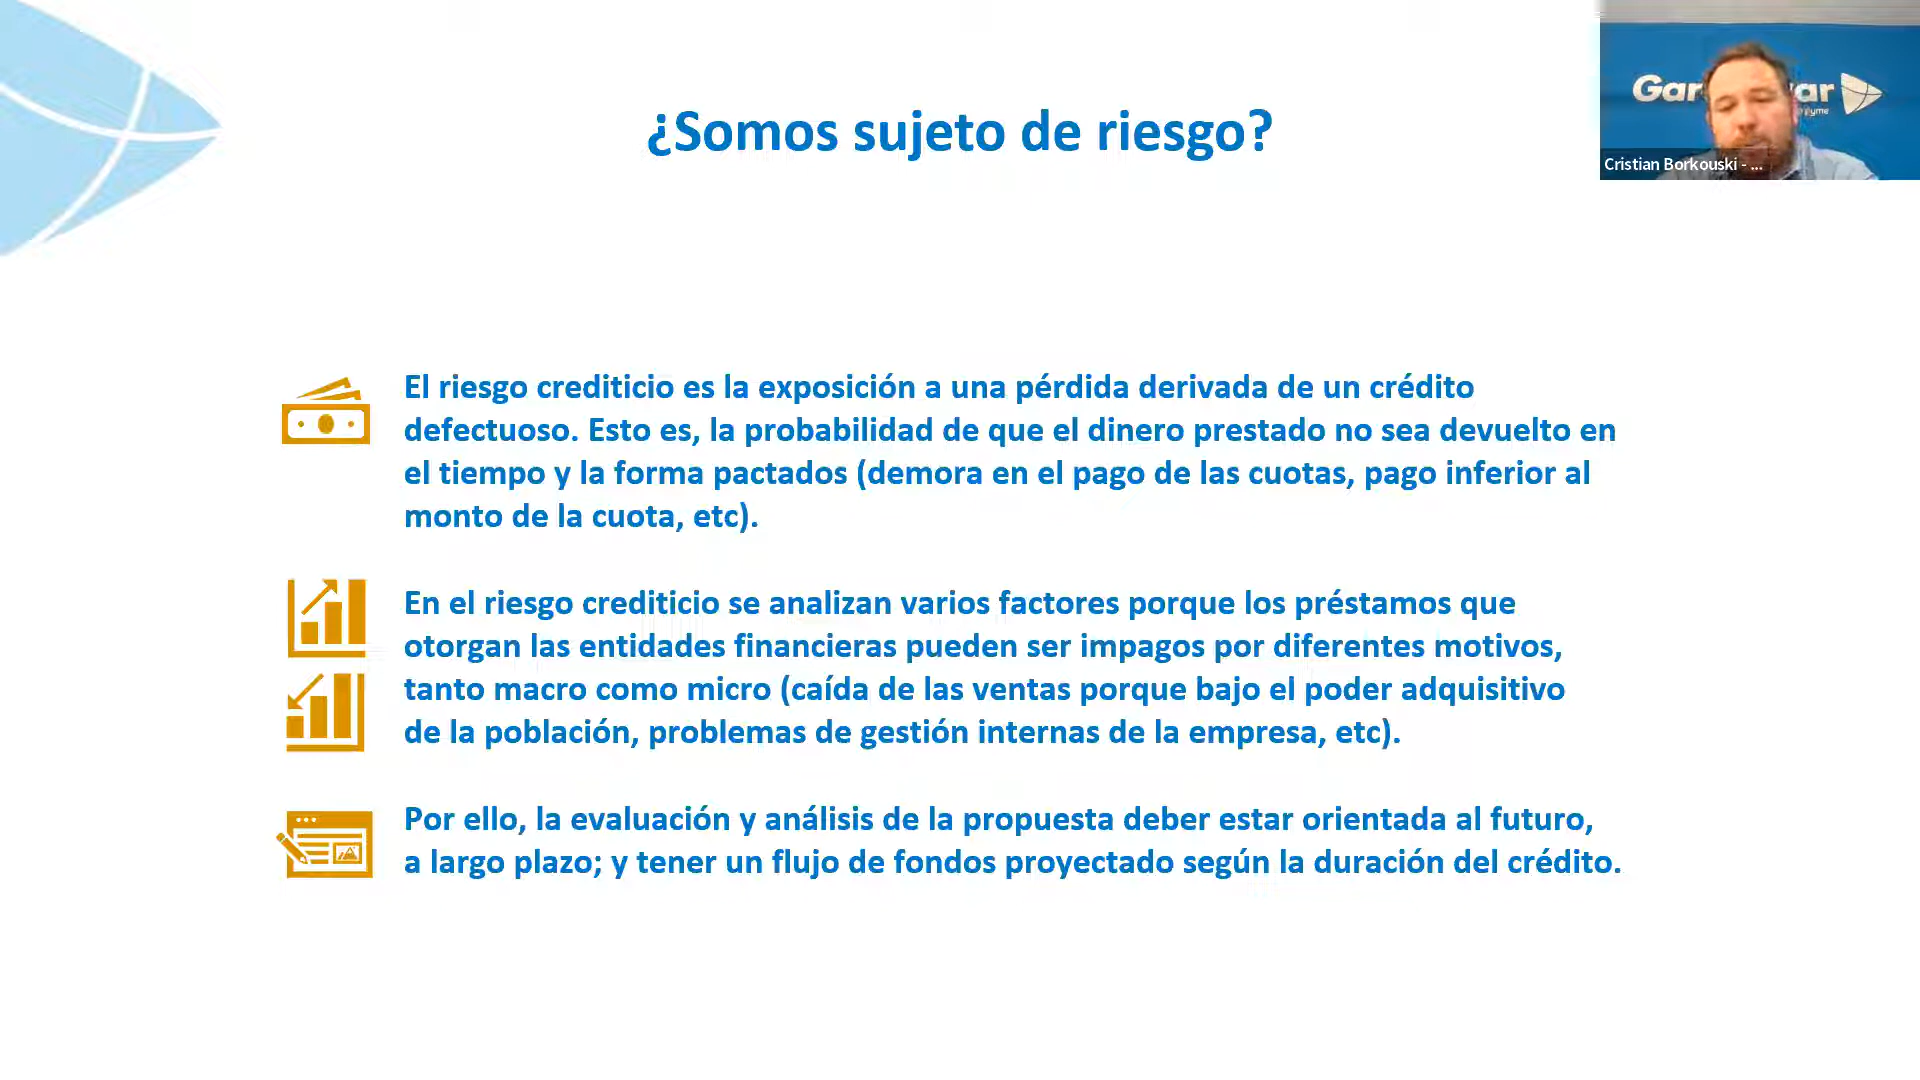 ¿Somos sujeto de riesgo?
Cristian Borkouski - ...
El riesgo crediticio es la exposición a una pérdida derivada de un crédito
defectuoso. Esto es, la probabilidad de que el dinero prestado no sea devuelto en
el tiempo y la forma pactados (demora en el pago de las cuotas, pago inferior al
monto de la cuota, etc).
En el riesgo crediticio se analizan varios factores porque los préstamos que
otorgan las entidades financieras pueden ser impagos por diferentes motivos,
tanto macro como micro (caída de las ventas porque bajo el poder adquisitivo
de la población, problemas de gestión internas de la empresa, etc).
Por ello, la evaluación y análisis de la propuesta deber estar orientada al futuro,
a largo plazo; y tener un flujo de fondos proyectado según la duración del crédito.